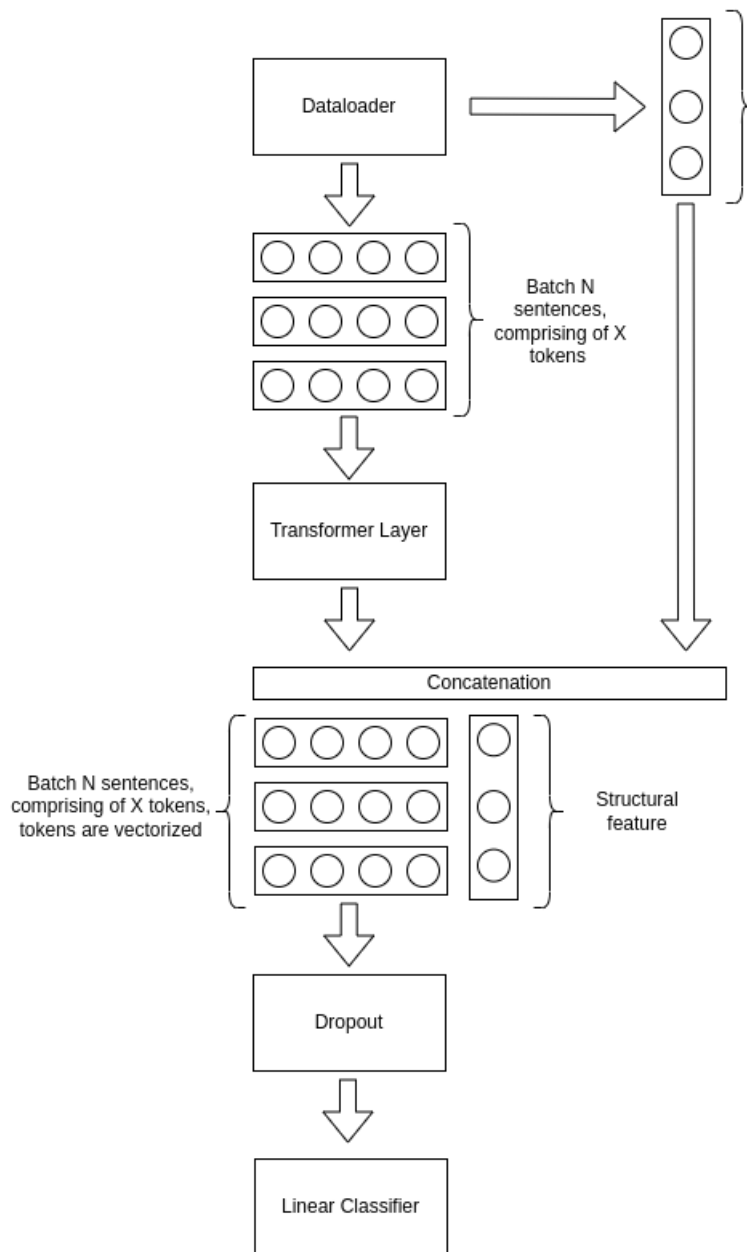 Dataloader
Batch N
sentences,
comprising of X
tokens
Transformer Layer
Concatenation
Batch N sentences,
comprising of X tokens,
tokens are vectorized
Structural
feature
Dropout
Linear Classifier